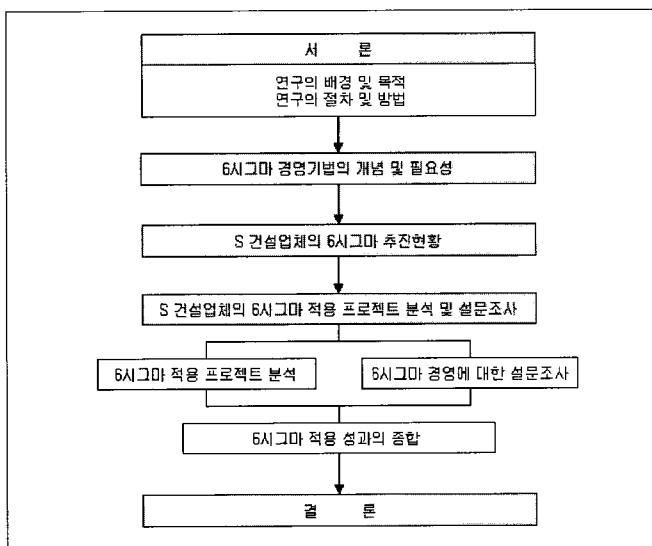 서 론
연구의 배경 및 목적
연구의 절차 및 방법
6시그마 경영기법의 개념 및 필요성
S 건설업체의 6시그마 추진현황
S 건설업체의 6시그마 적용 프로젝트 분석 및 설문조사
6시그마 적용 프로젝트 분석
6시그마 경영에 대한 설문조사
6시그마 적용 성과의 종합
결 론